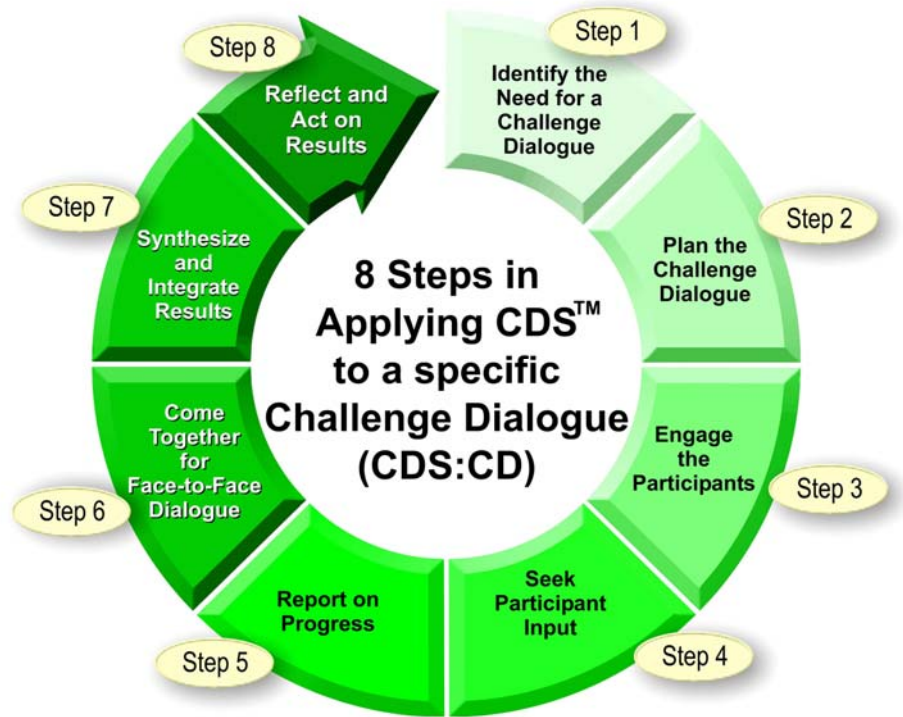 Step 1
Identify the
Need for a
Challenge
Dialogue
Step 2
Plan the
Challenge
Dialogue
Step 3
Engage
the
Participants
Step 4
Seek
Participant
Input
Step 5
Report on
Progress
Step 6
Come
Together
for
Face-to-Face
Dialogue
Step 7
Synthesize
and
Integrate
Results
Step 8
Reflect and
Act on
Results
8 Steps in
Applying CDS™
to a specific
Challenge Dialogue
(CDS:CD)